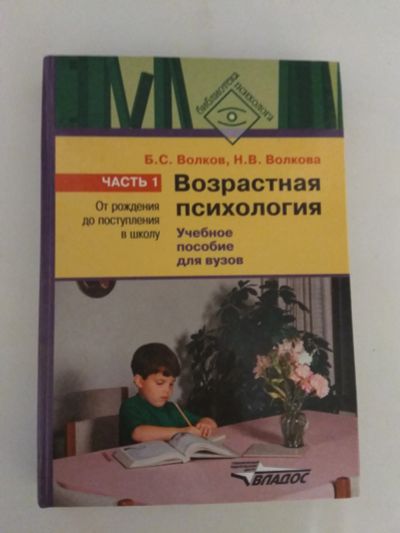 библиотека психолога
Б.С. Волков, Н.В. Волкова
ЧАСТЬ 1
Возрастная
психология
От рождения
до поступления
в школу
Учебное
пособие
для вузов
ВЛАДОС